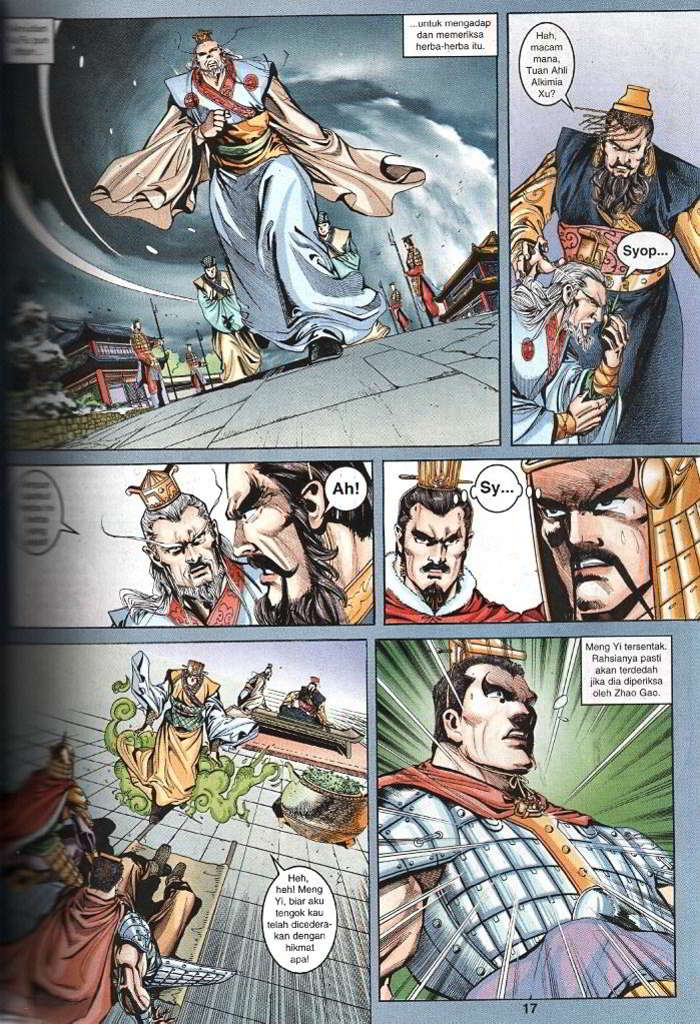 ...untuk mengadap
dan memeriksa
herba-herba itu.
Hah,
macam
mana,
Tuan Ahli
Alkimia
Xu?
Syop...
Ah!
Sy...
Heh,
heh! Meng
Yi, biar aku
tengok kau
telah dicedera-
kan dengan
hikmat
apa!
Meng Yi tersentak.
Rahsianya pasti
akan terdedah
jika dia diperiksa
oleh Zhao Gao.
17